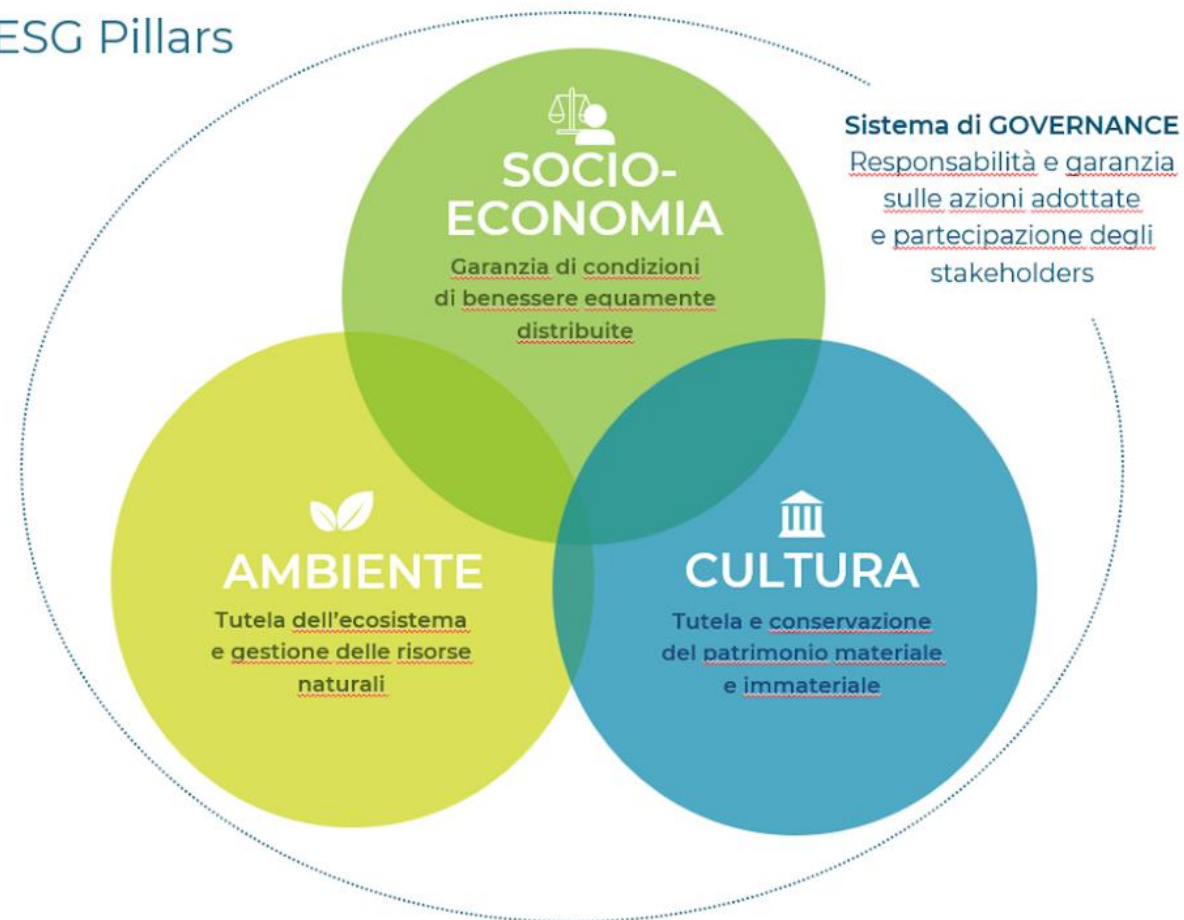 ESG Pillars
SOCIO-
ECONOMIA
Garanzia di condizioni
di benessere equamente
distribuite
Sistema di GOVERNANCE
Responsabilità e garanzia
sulle azioni adottate
e partecipazione degli
stakeholders
AMBIENTE
Tutela dell'ecosistema
e gestione delle risorse
naturali
CULTURA
Tutela e conservazione
del patrimonio materiale
e immateriale